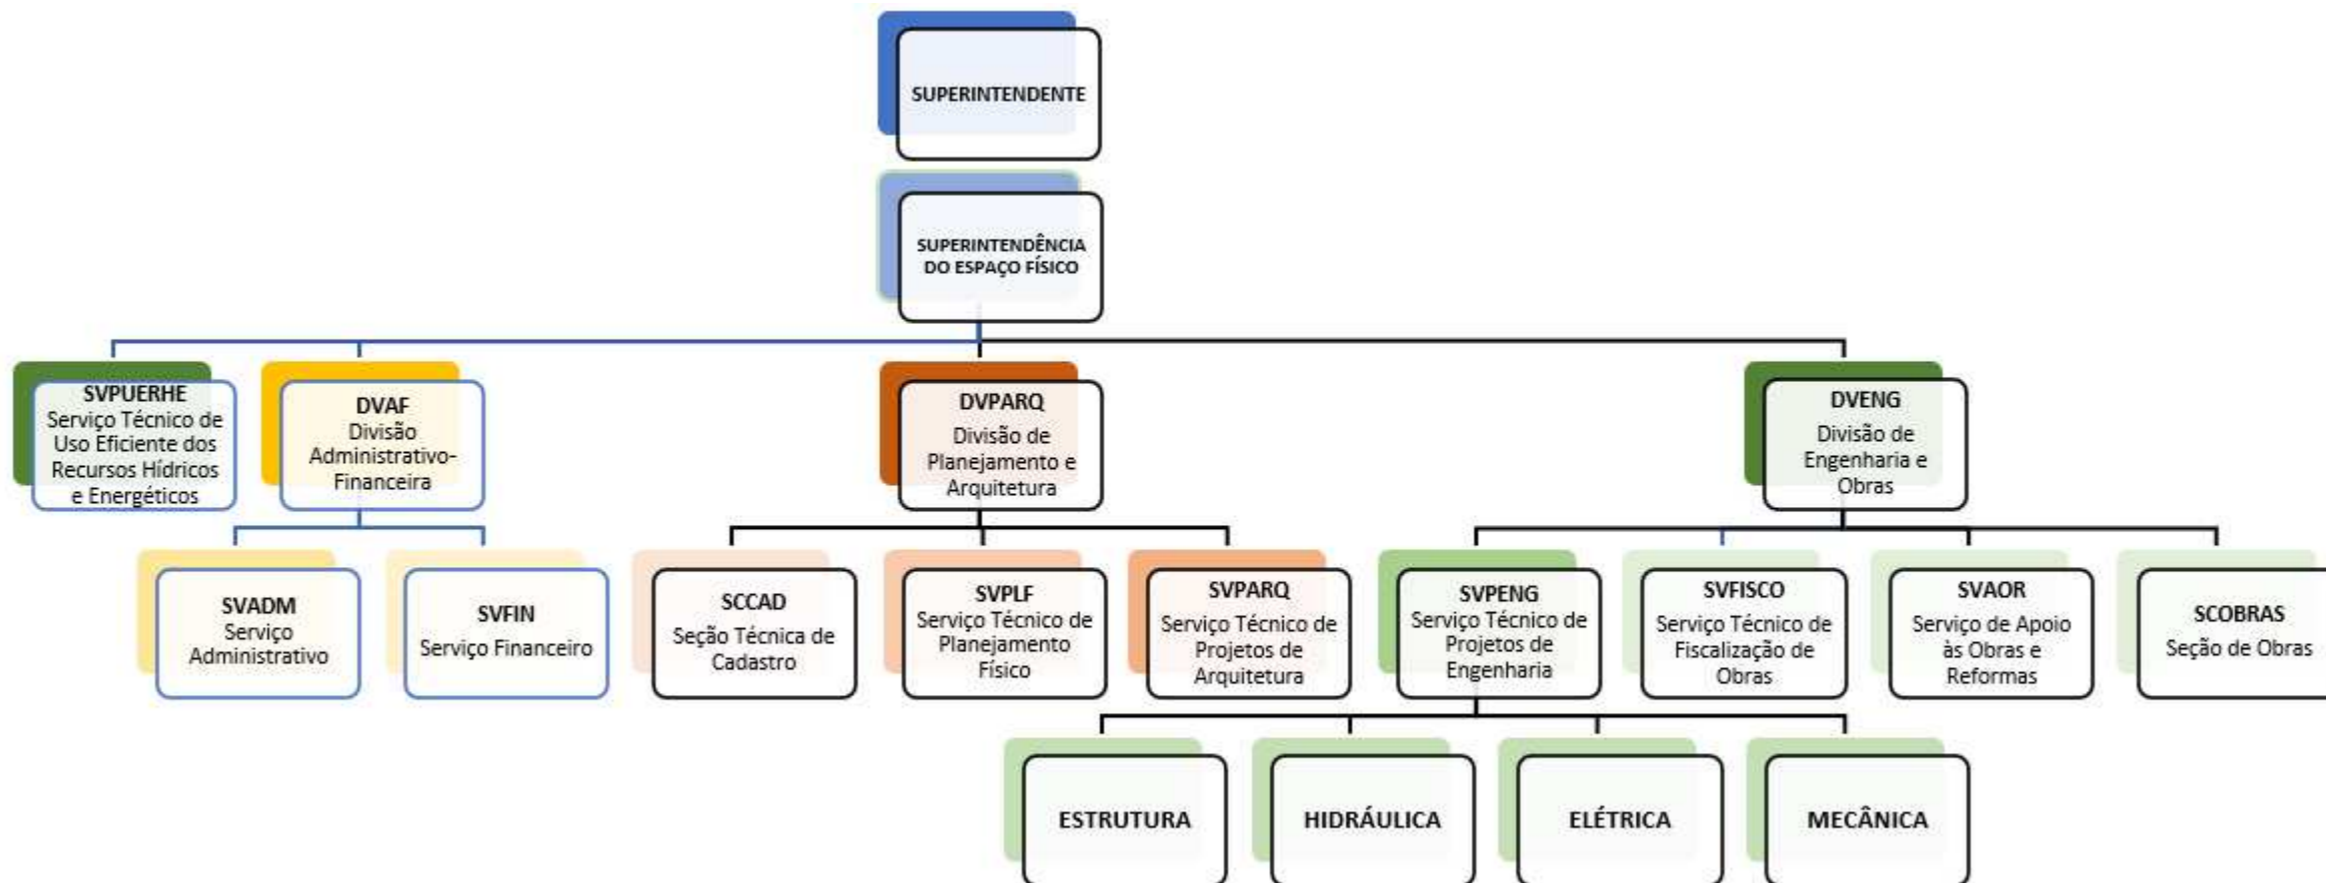 SUPERINTENDENTE
SUPERINTENDÊNCIA
DO ESPAÇO FÍSICO
SVPUERHE
Serviço Técnico de
Uso Eficiente dos
Recursos Hídricos
e Energéticos
DVAF
Divisão
Administrativo-
Financeira
DVPARQ
Divisão de
Planejamento e
Arquitetura
DVENG
Divisão de
Engenharia e
Obras
SVADM
Serviço
Administrativo
SVFIN
Serviço Financeiro
SCCAD
Seção Técnica de
Cadastro
SVPLF
Serviço Técnico de
Planejamento
Físico
SVPARQ
Serviço Técnico de
Projetos de
Arquitetura
SVPENG
Serviço Técnico de
Projetos de
Engenharia
SVFISCO
Serviço Técnico de
Fiscalização de
Obras
SVAOR
Serviço de Apoio
às Obras e
Reformas
SCOBRAS
Seção de Obras
ESTRUTURA
HIDRÁULICA
ELÉTRICA
MECÂNICA